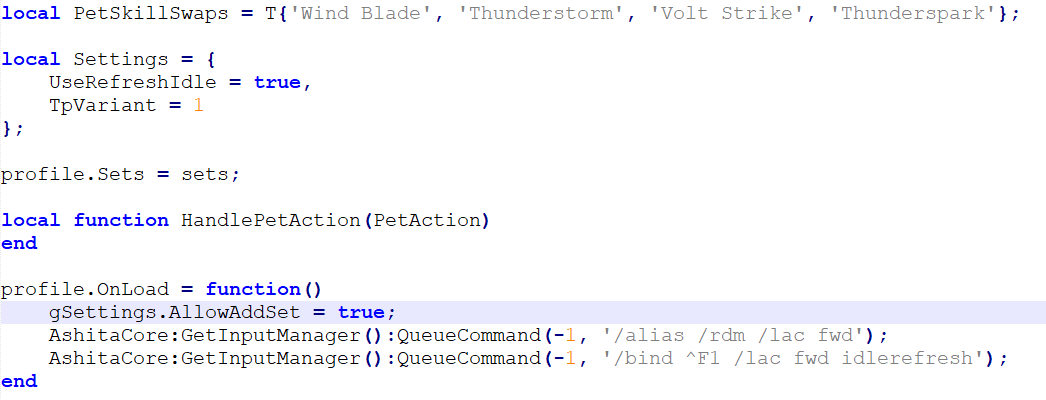 local PetSkillSwaps = T{'Wind Blade', 'Thunderstorm', 'Volt Strike', 'Thunderspark'};

local Settings = {
    UseRefreshIdle = true,
    TpVariant = 1
};

profile.Sets = sets;

local function HandlePetAction(PetAction)
end

profile.OnLoad = function()
    gSettings.AllowAddSet = true;
    AshitaCore:GetInputManager():QueueCommand(-1, '/alias /rdm /lac fwd');
    AshitaCore:GetInputManager():QueueCommand(-1, '/bind ^F1 /lac fwd idlerefresh');
end